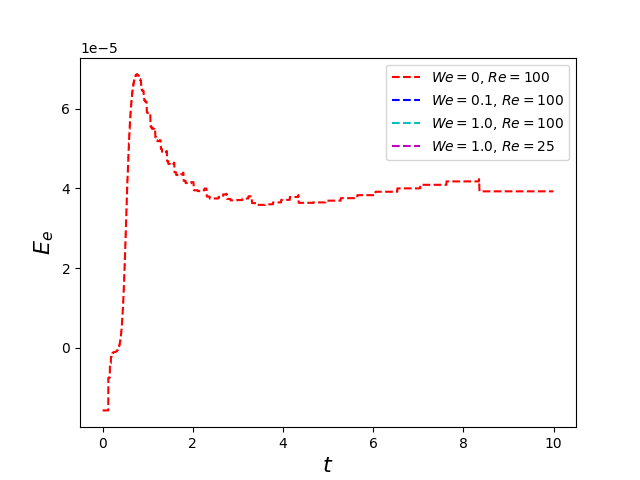 1e−5
We = 0, Re = 100
We = 0.1, Re = 100
We = 1.0, Re = 100
We = 1.0, Re = 25
6
4
2
0
E_e
0 2 4 6 8 10
t